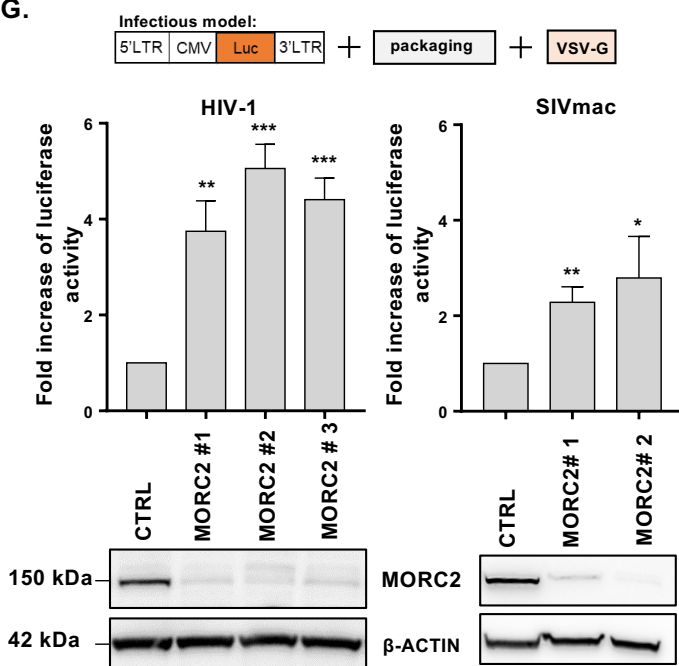 G.
Infectious model:
5'LTR CMV Luc 3'LTR + packaging + VSV-G
HIV-1
Fold increase of luciferase
activity
6
4
2
0
**
***
***
CTRL
MORC2 #1
MORC2 #2
MORC2 # 3
SIVmac
Fold increase of luciferase
activity
6
4
2
0
**
*
CTRL
MORC2# 1
MORC2# 2
150 kDa
MORC2
42 kDa
β-ACTIN